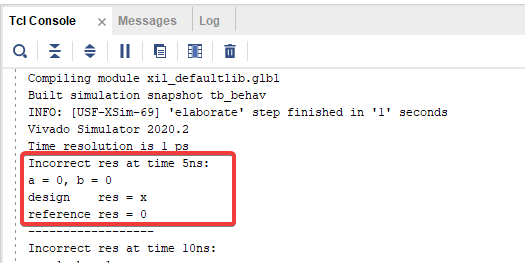 Tcl Console × Messages Log
Compiling module xil_defaultlib.glbl
Built simulation snapshot tb_behav
INFO: [USF-XSim-69] 'elaborate' step finished in '1' seconds
Vivado Simulator 2020.2
Time resolution is 1 ps
Incorrect res at time 5ns:
a = 0, b = 0
design    res = x
reference res = 0
------------------
Incorrect res at time 10ns: